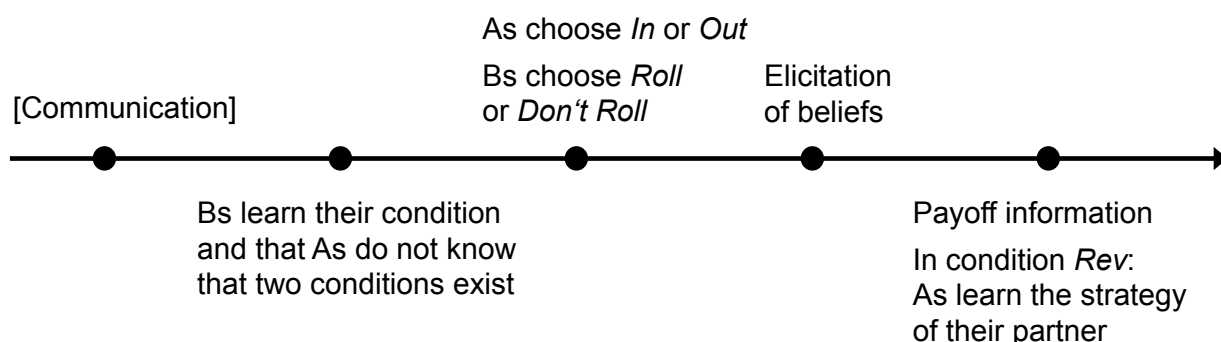 As choose In or Out
Bs choose Roll
or Don‘t Roll
Elicitation
of beliefs
[Communication]
Bs learn their condition
and that As do not know
that two conditions exist
Payoff information
In condition Rev:
As learn the strategy
of their partner